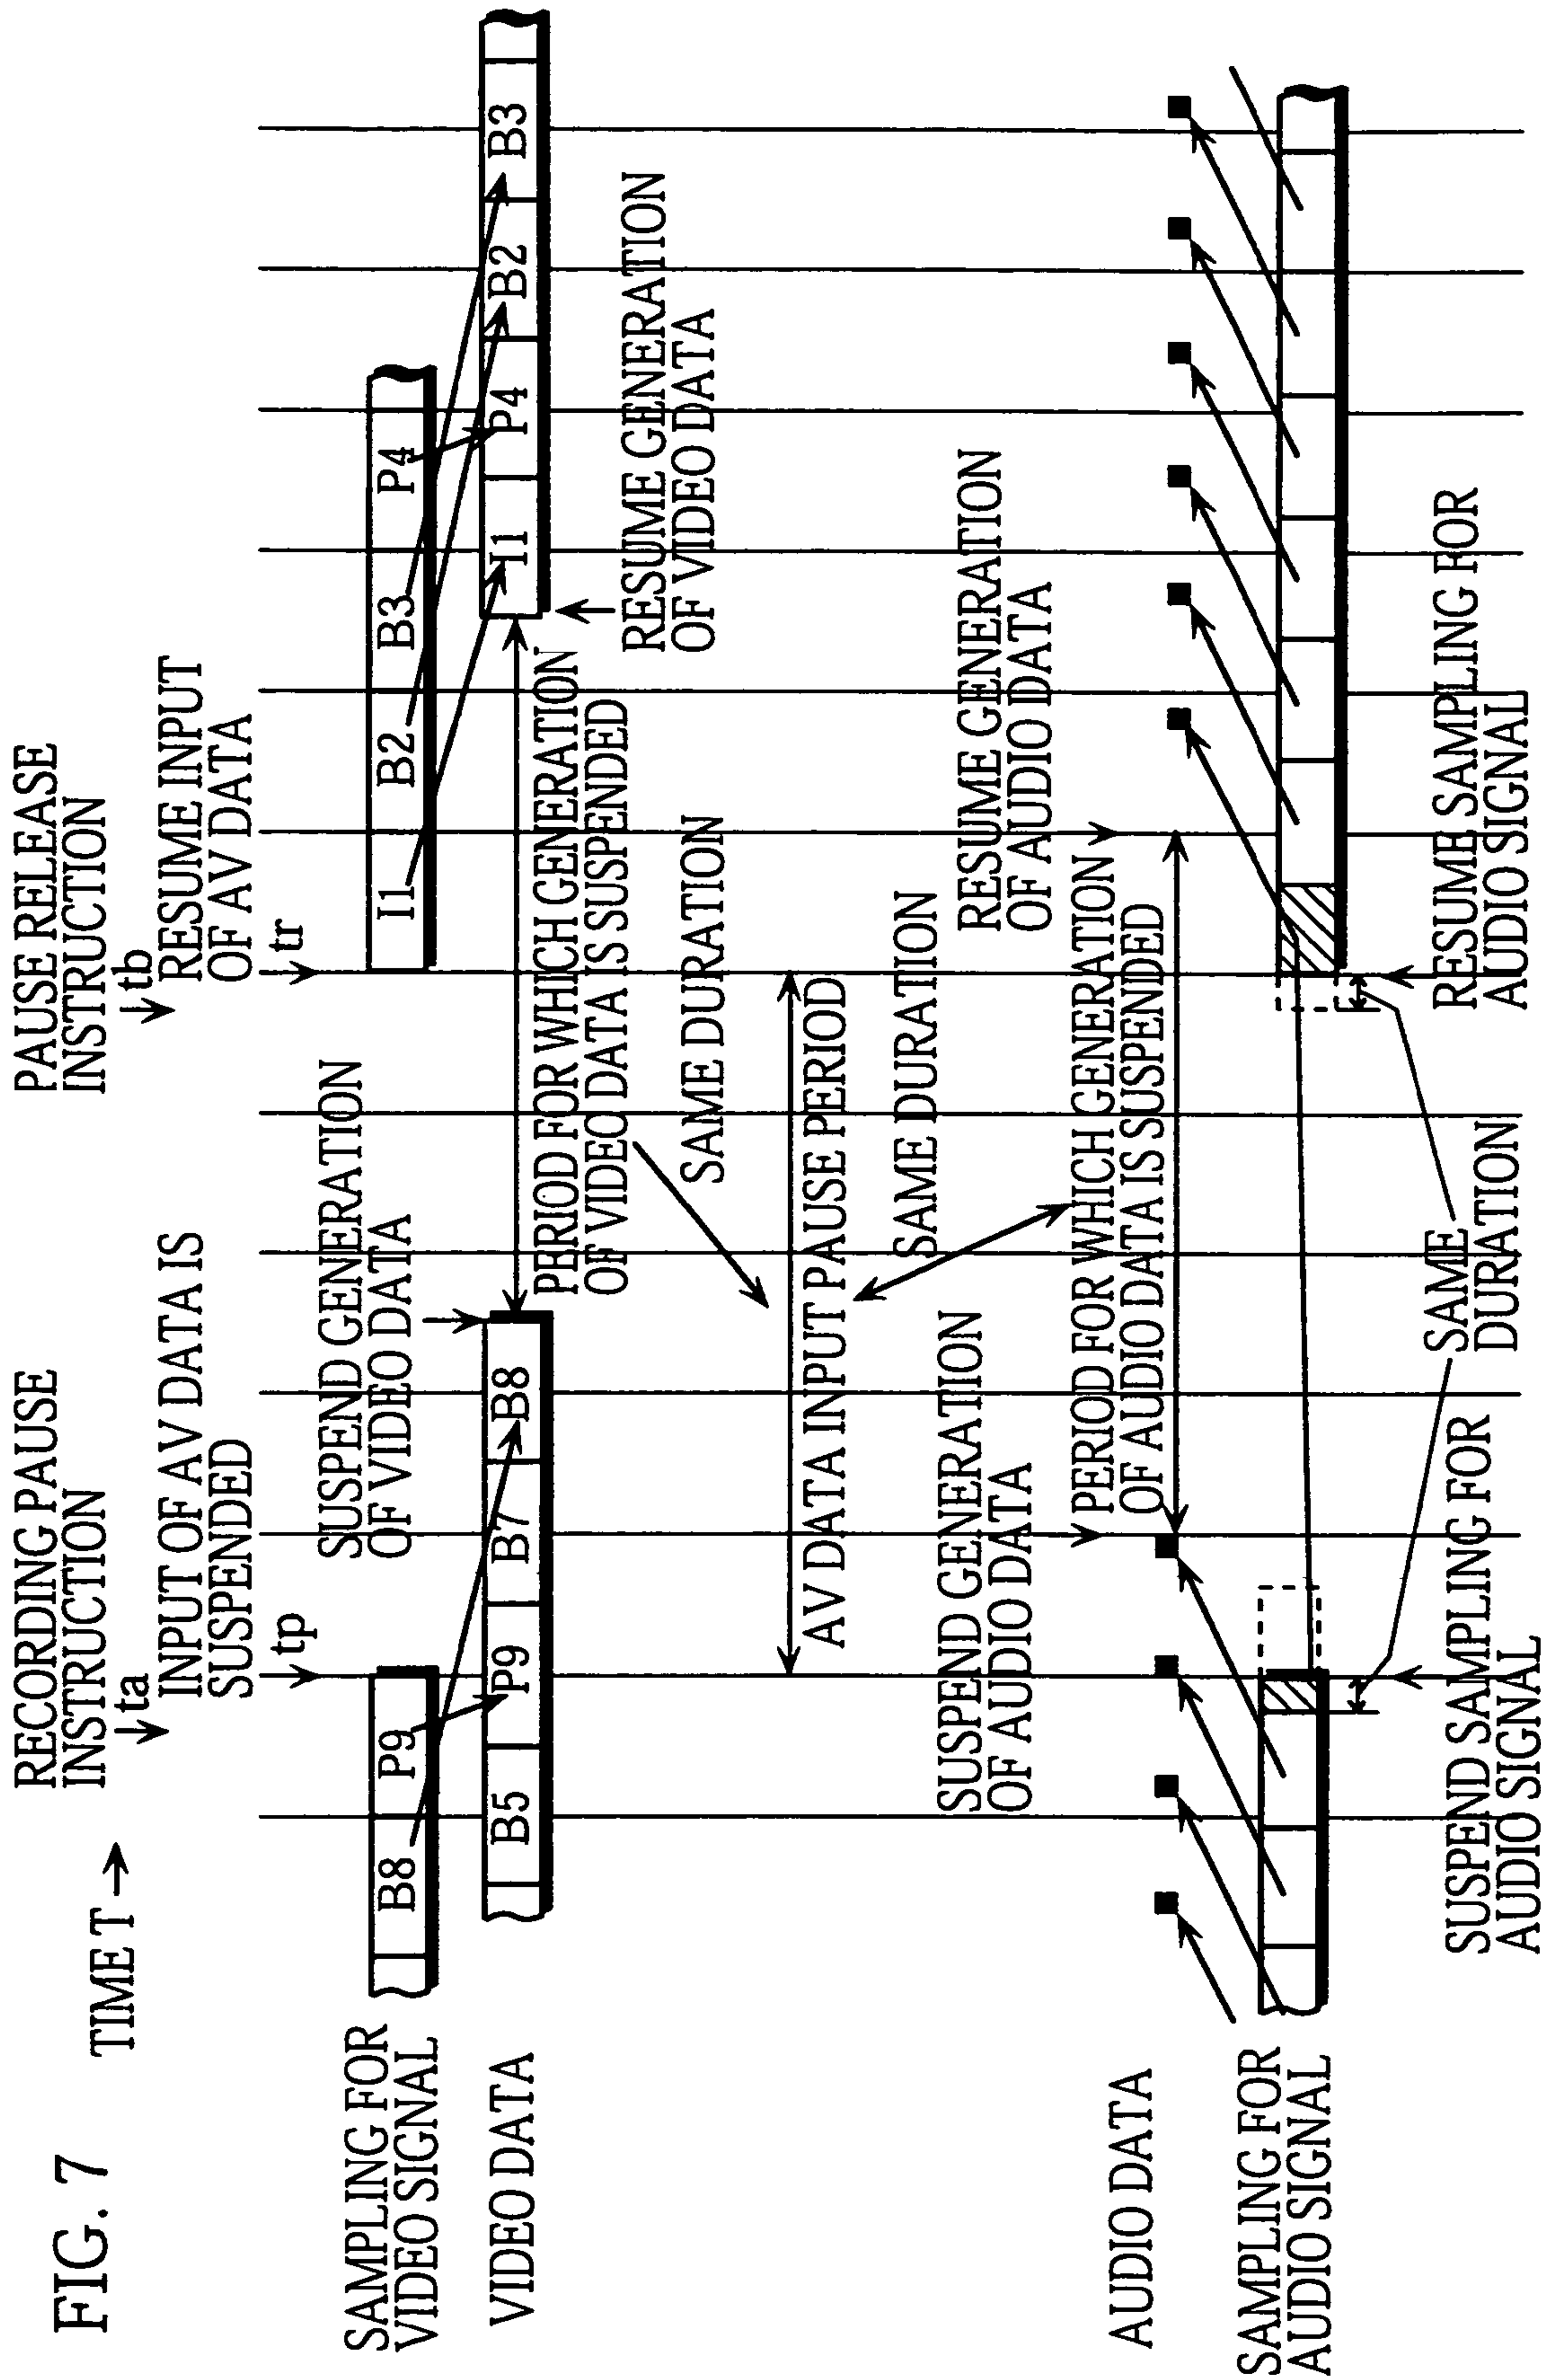 FIG. 7
TIME T →
RECORDING PAUSE
INSTRUCTION
ta
INPUT OF AV DATA IS
SUSPENDED
tp
PAUSE RELEASE
INSTRUCTION
tb
RESUME INPUT
OF AV DATA
tr
SAMPLING FOR
VIDEO SIGNAL
B8 P9
I1 B2 B3 P4
SUSPEND GENERATION
OF VIDEO DATA
VIDEO DATA
B5 P9 B7 B8
I1 P4 B2 B3
PERIOD FOR WHICH GENERATION
OF VIDEO DATA IS SUSPENDED
RESUME GENERATION
OF VIDEO DATA
SAME DURATION
AV DATA INPUT PAUSE PERIOD
SAME DURATION
SUSPEND GENERATION
OF AUDIO DATA
RESUME GENERATION
OF AUDIO DATA
PERIOD FOR WHICH GENERATION
OF AUDIO DATA IS SUSPENDED
AUDIO DATA
SAMPLING FOR
AUDIO SIGNAL
SAME
DURATION
SUSPEND SAMPLING FOR
AUDIO SIGNAL
RESUME SAMPLING FOR
AUDIO SIGNAL